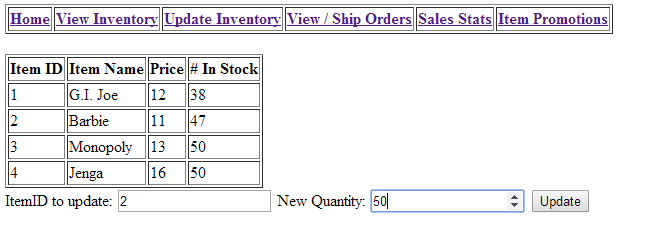 Home View Inventory Update Inventory View / Ship Orders Sales Stats Item Promotions
Item ID Item Name Price # In Stock
1 G.I. Joe 12 38
2 Barbie 11 47
3 Monopoly 13 50
4 Jenga 16 50
ItemID to update: 2 New Quantity: 50 Update